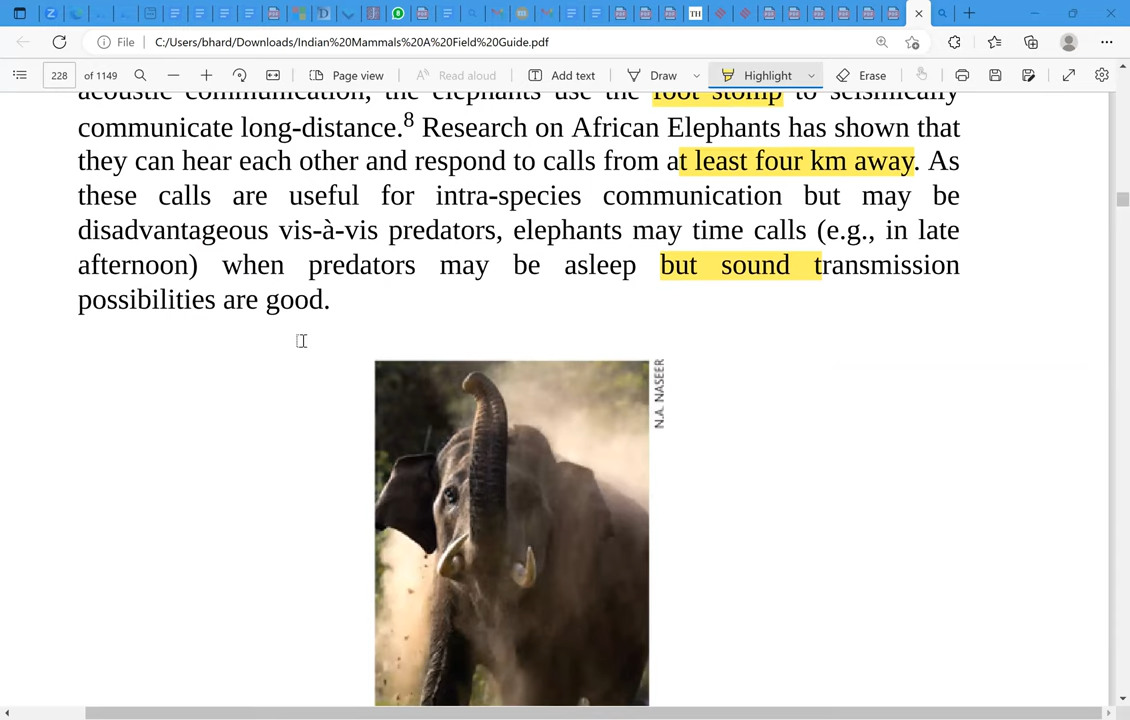 File C:/Users/bhard/Downloads/Indian%20Mammals%20A%20Field%20Guide.pdf
228 of 1149 Page view Read aloud Add text Draw Highlight Erase
acoustic communication, the elephants use the foot stomp to seismically
communicate long-distance.8 Research on African Elephants has shown that
they can hear each other and respond to calls from at least four km away. As
these calls are useful for intra-species communication but may be
disadvantageous vis-à-vis predators, elephants may time calls (e.g., in late
afternoon) when predators may be asleep but sound transmission
possibilities are good.
N.A. NASEER